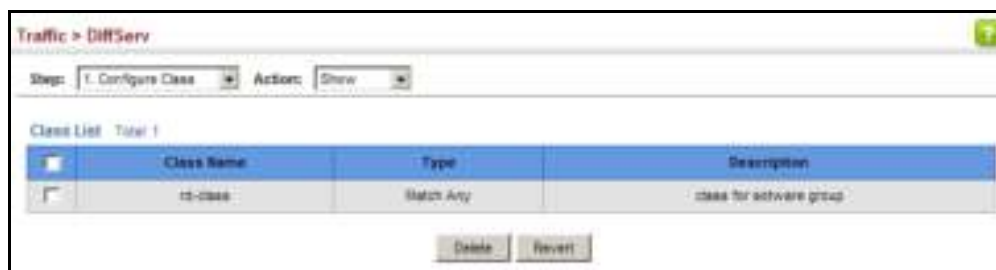 Traffic > DiffServ
?
Step: 1. Configure Class Action: Show
Class List Total 1
Class Name Type Description
rd-class Match Any class for software group
Delete Revert